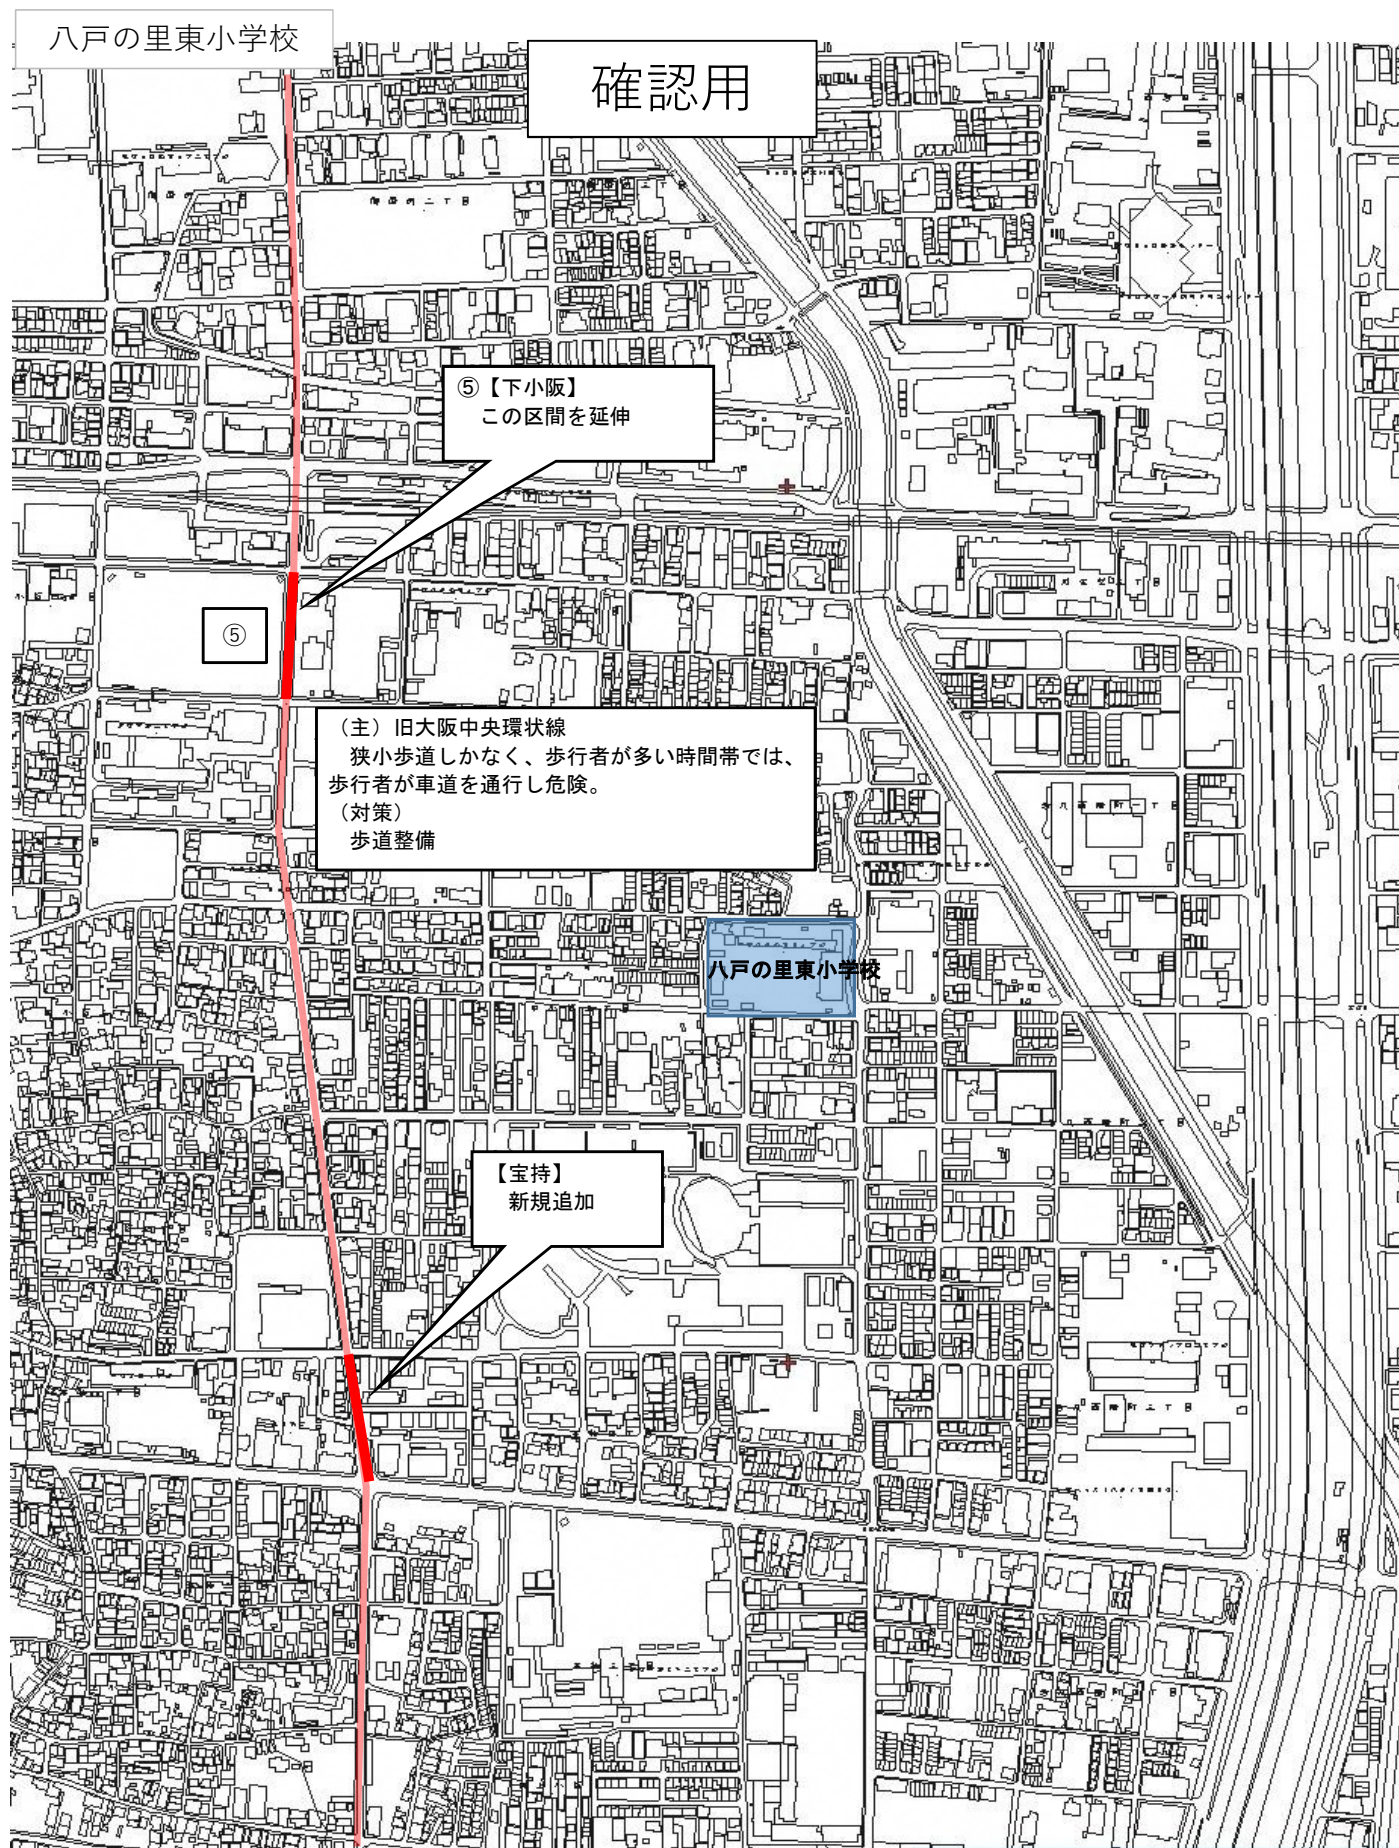 八戸の里東小学校
確認用
⑤【下小阪】
この区間を延伸
⑤
（主）旧大阪中央環状線
狭小歩道しかなく、歩行者が多い時間帯では、
歩行者が車道を通行し危険。
（対策）
歩道整備
八戸の里東小学校
【宝持】
新規追加